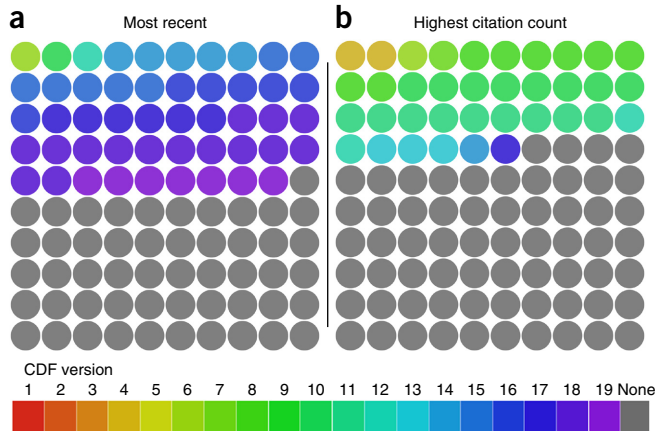 a Most recent
b Highest citation count
CDF version
1 2 3 4 5 6 7 8 9 10 11 12 13 14 15 16 17 18 19 None